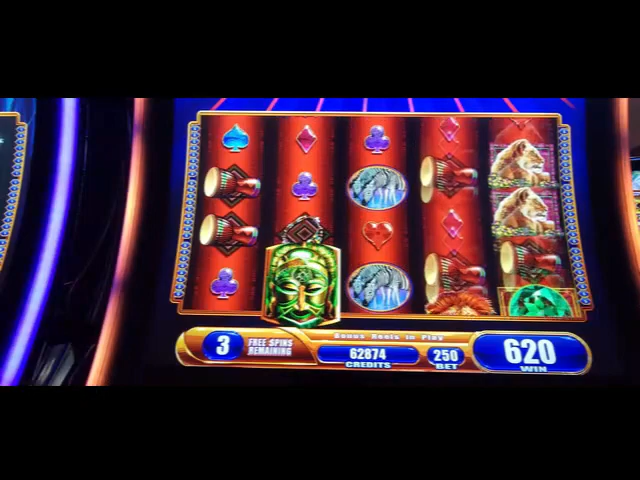 3 FREE SPINS REMAINING
Bonus Reels in Play
62874 CREDITS
250 BET
620 WIN